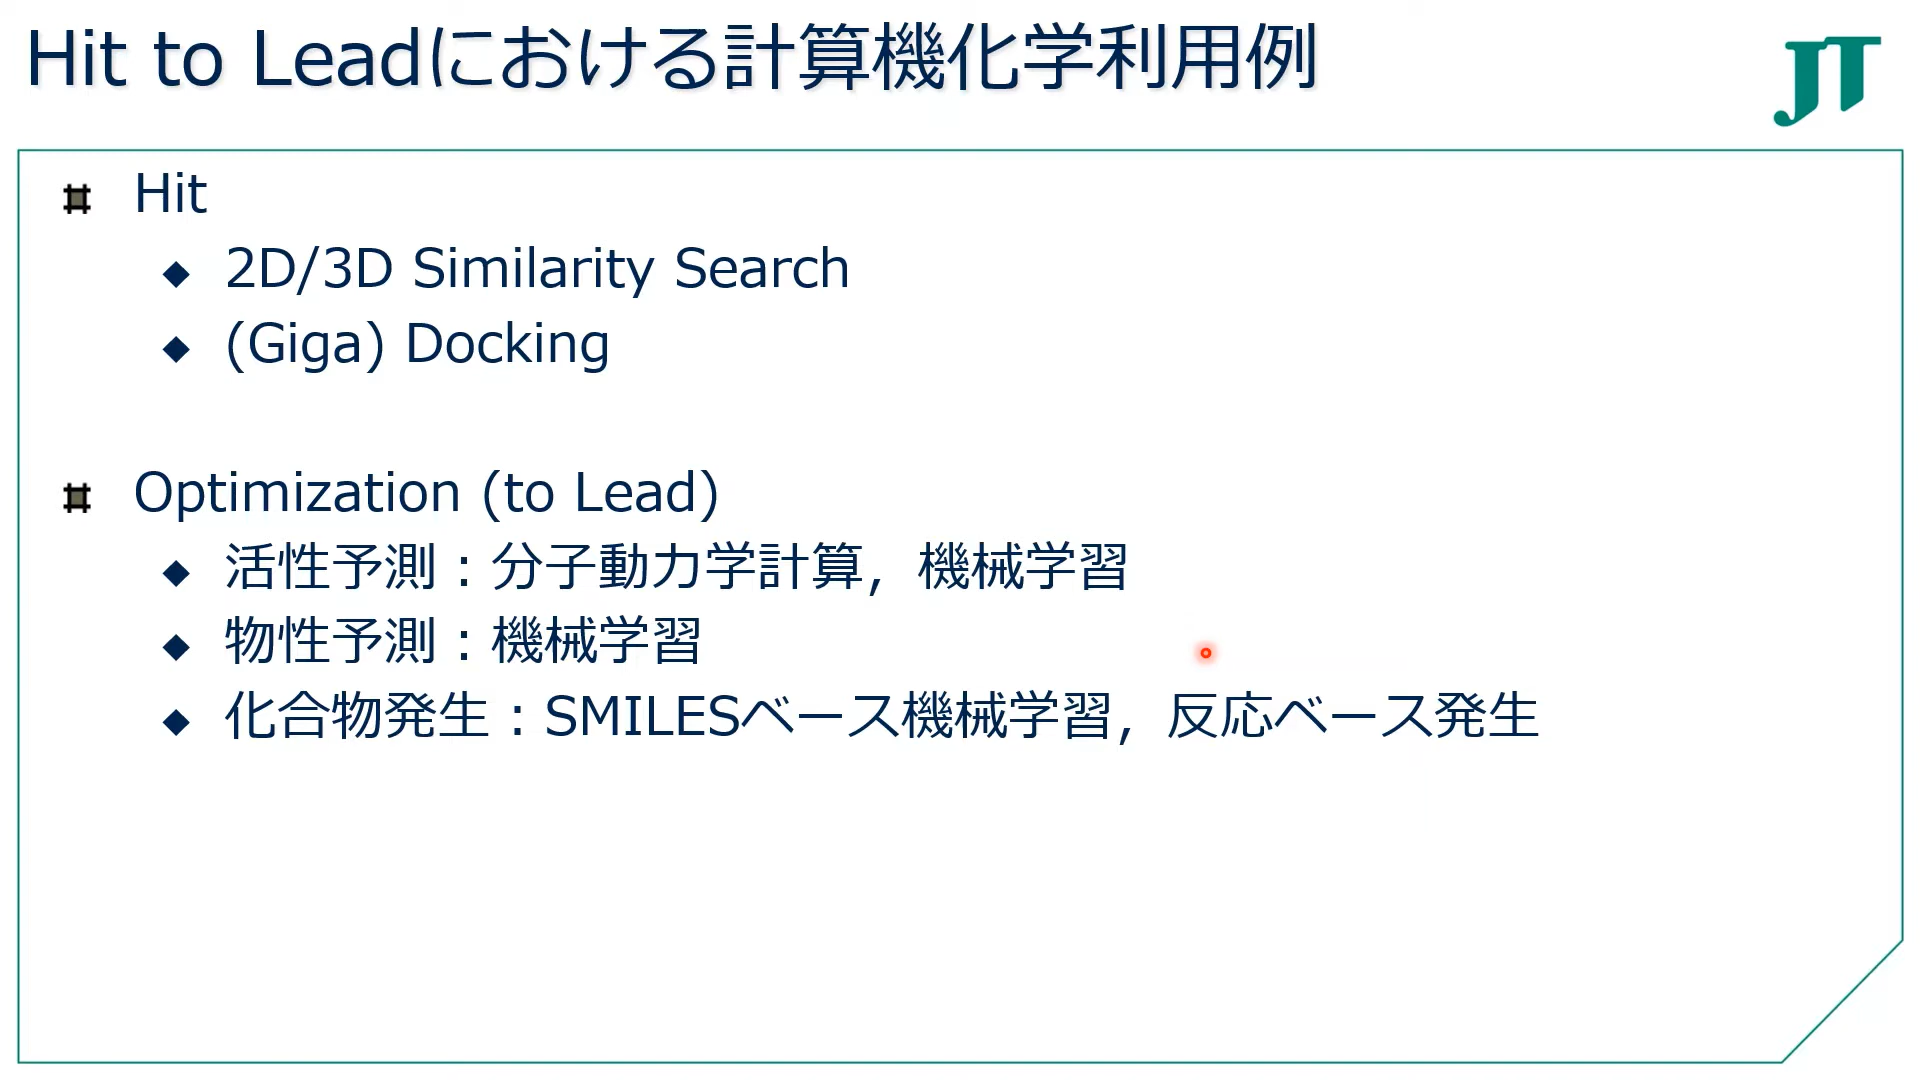 Hit to Leadにおける計算機化学利用例
JT
Hit
2D/3D Similarity Search
(Giga) Docking
Optimization (to Lead)
活性予測：分子動力学計算，機械学習
物性予測：機械学習
化合物発生：SMILESベース機械学習，反応ベース発生